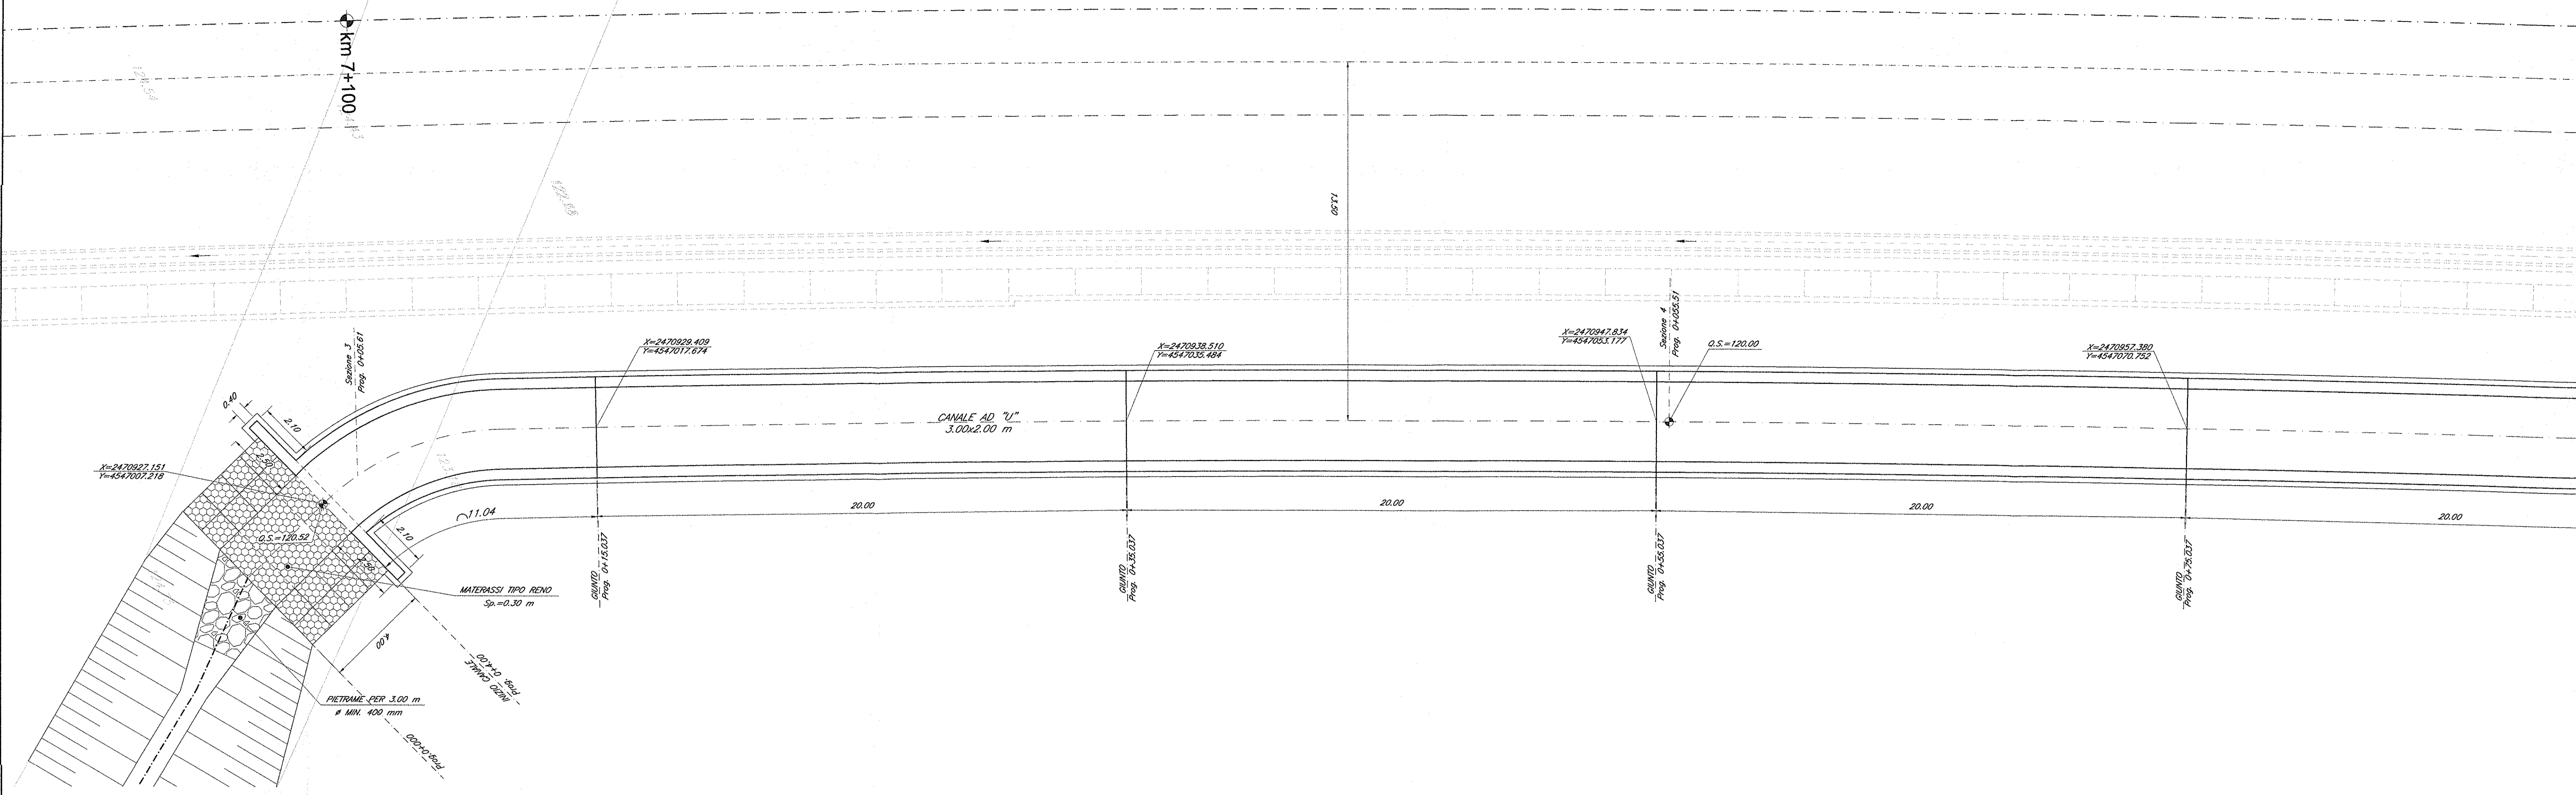 km 7+100
13.50
Sezione 3
Prog. 0+05.61
X=2470929.409
Y=4547017.674
X=2470938.510
Y=4547035.484
X=2470947.834
Y=4547053.177
Sezione 4
Prog. 0+055.51
Q.S.=120.00
X=2470957.380
Y=4547070.752
0.40
2.10
CANALE AD "U"
3.00x2.00 m
2.50
X=2470927.151
Y=4547007.218
Q.S.=120.52
2.10
2.50
11.04
20.00
20.00
20.00
20.00
GIUNTO
Prog. 0+15.037
GIUNTO
Prog. 0+35.037
GIUNTO
Prog. 0+55.037
GIUNTO
Prog. 0+75.037
MATERASSI TIPO RENO
Sp.=0.30 m
4.00
INIZIO CANALE
Prog. 0+4.00
PIETRAME PER 3.00 m
Ø MIN. 400 mm
Prog.0+000